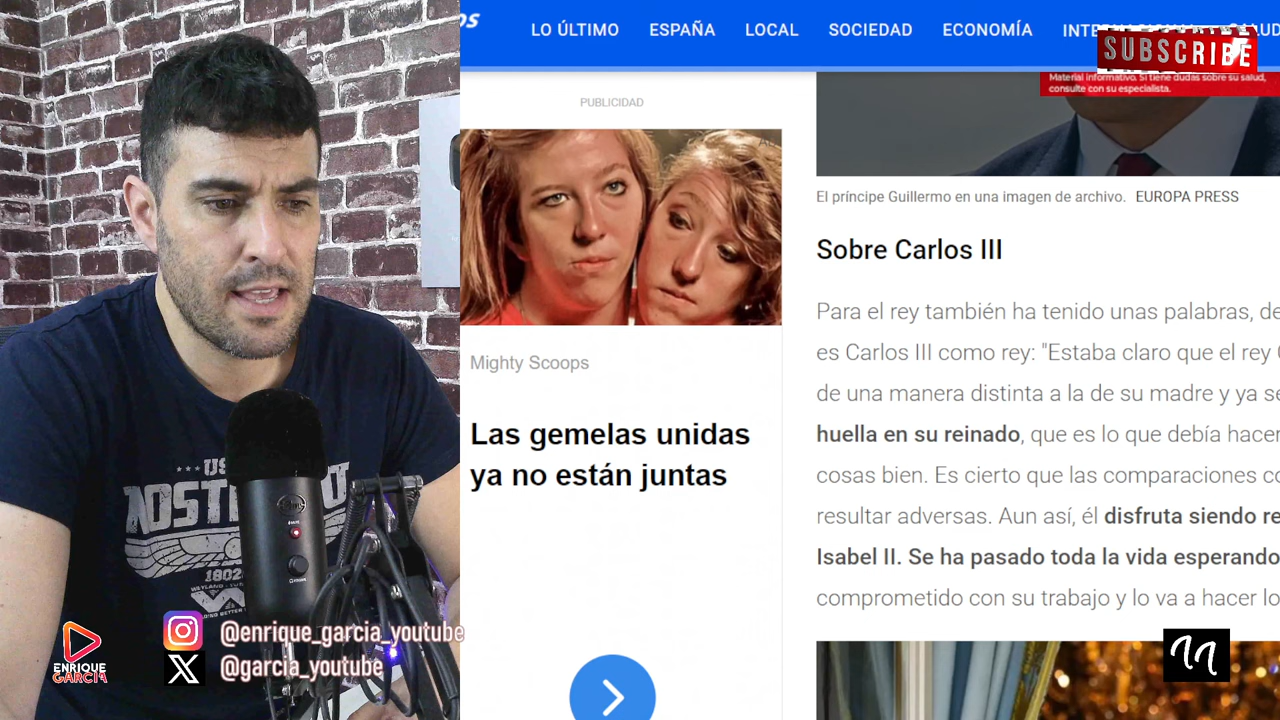 os
LO ÚLTIMO ESPAÑA LOCAL SOCIEDAD ECONOMÍA
SUBSCRIBE
Material informativo. Si tiene dudas sobre su salud,
consulte con su especialista.
PUBLICIDAD
El príncipe Guillermo en una imagen de archivo. EUROPA PRESS
Sobre Carlos III
Para el rey también ha tenido unas palabras, de
es Carlos III como rey: "Estaba claro que el rey C
de una manera distinta a la de su madre y ya se
huella en su reinado, que es lo que debía hacer
cosas bien. Es cierto que las comparaciones co
resultar adversas. Aun así, él disfruta siendo re
Isabel II. Se ha pasado toda la vida esperando
comprometido con su trabajo y lo va a hacer lo
Mighty Scoops
Las gemelas unidas
ya no están juntas
US
1802
@enrique_garcia_youtube
@garcia_youtube
ENRIQUE
GARCIA